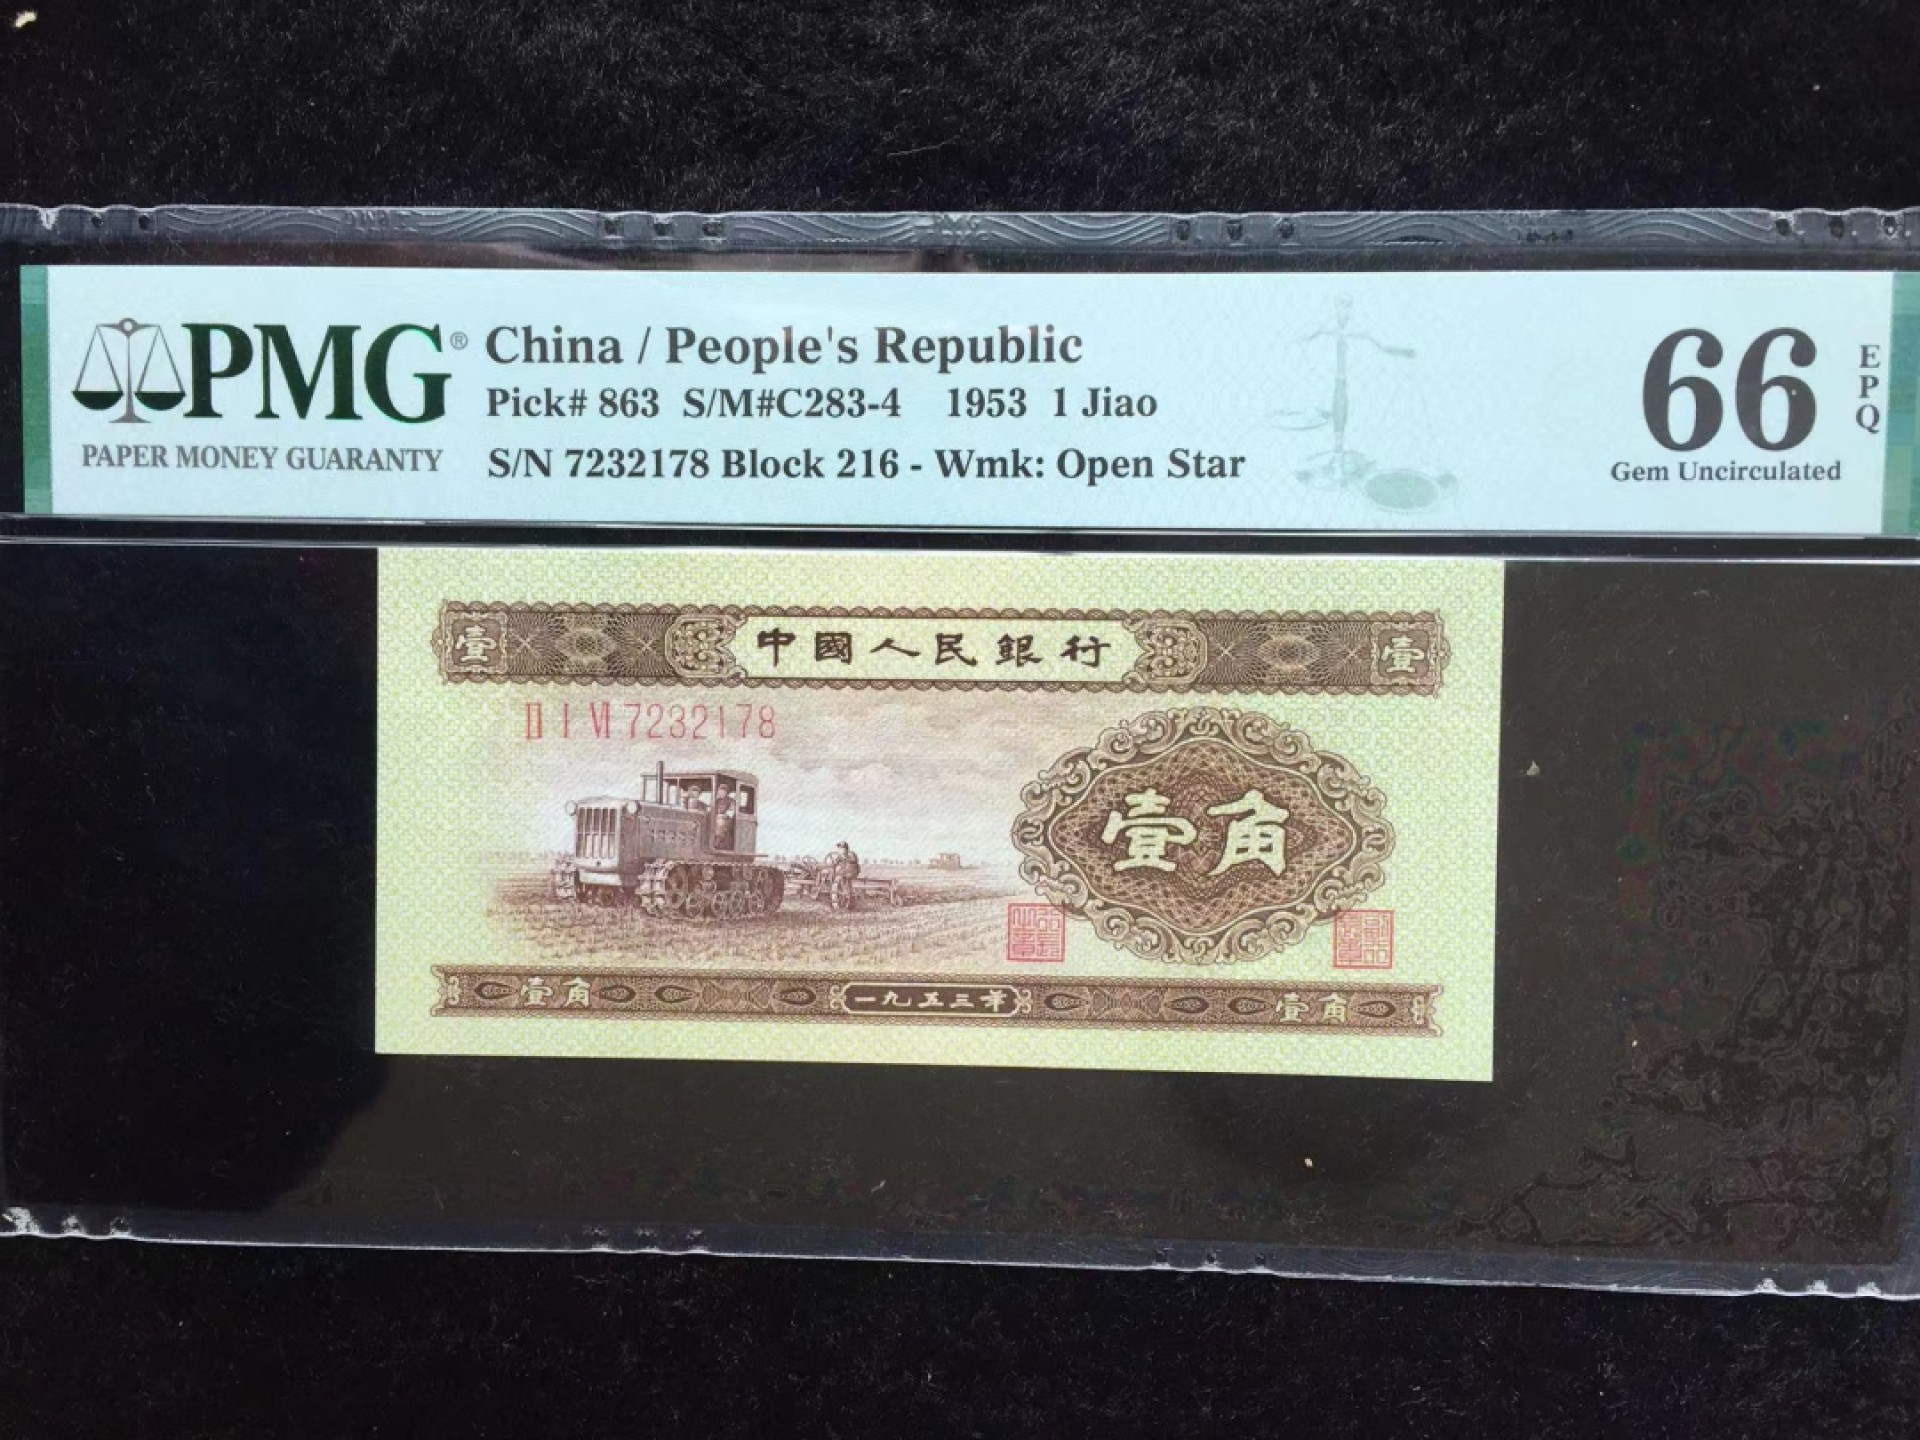 PMG®
PAPER MONEY GUARANTY
China / People's Republic
Pick# 863 S/M#C283-4 1953 1 Jiao
S/N 7232178 Block 216 - Wmk: Open Star
66
EPQ
Gem Uncirculated
壹 中國人民銀行 壹
II I VI 7232178
壹角
壹角 一九五三年 壹角